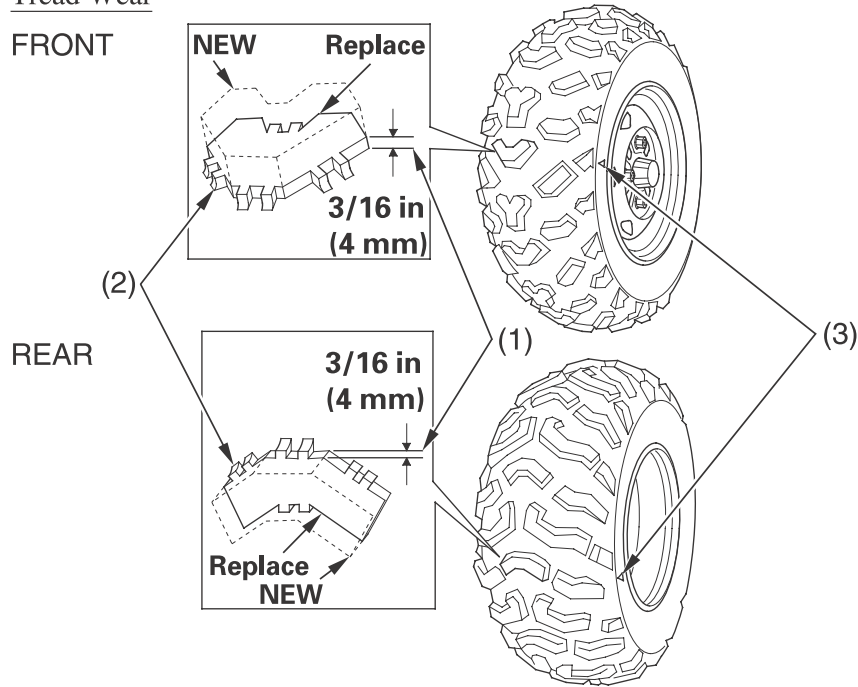 Tread Wear
FRONT
NEW
Replace
3/16 in
(4 mm)
(2)
(1)
(3)
REAR
3/16 in
(4 mm)
Replace
NEW